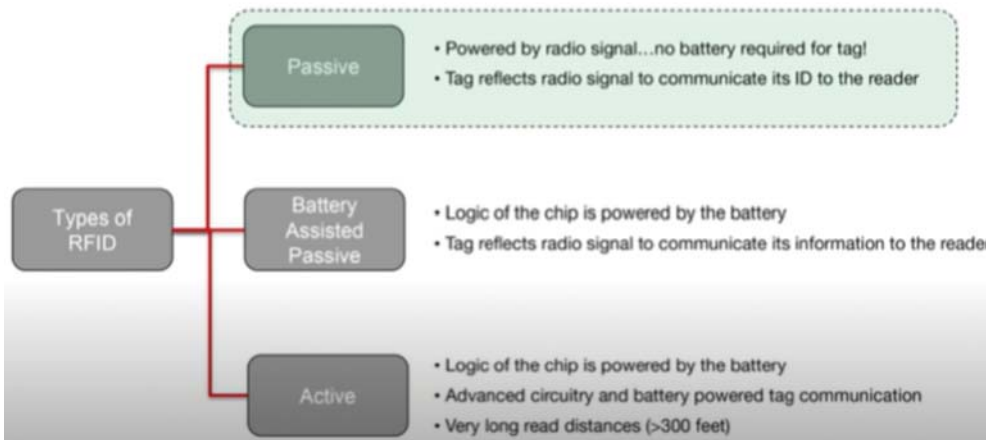 Passive
• Powered by radio signal...no battery required for tag!
• Tag reflects radio signal to communicate its ID to the reader
Types of
RFID
Battery
Assisted
Passive
• Logic of the chip is powered by the battery
• Tag reflects radio signal to communicate its information to the reade
Active
• Logic of the chip is powered by the battery
• Advanced circuitry and battery powered tag communication
• Very long read distances (>300 feet)